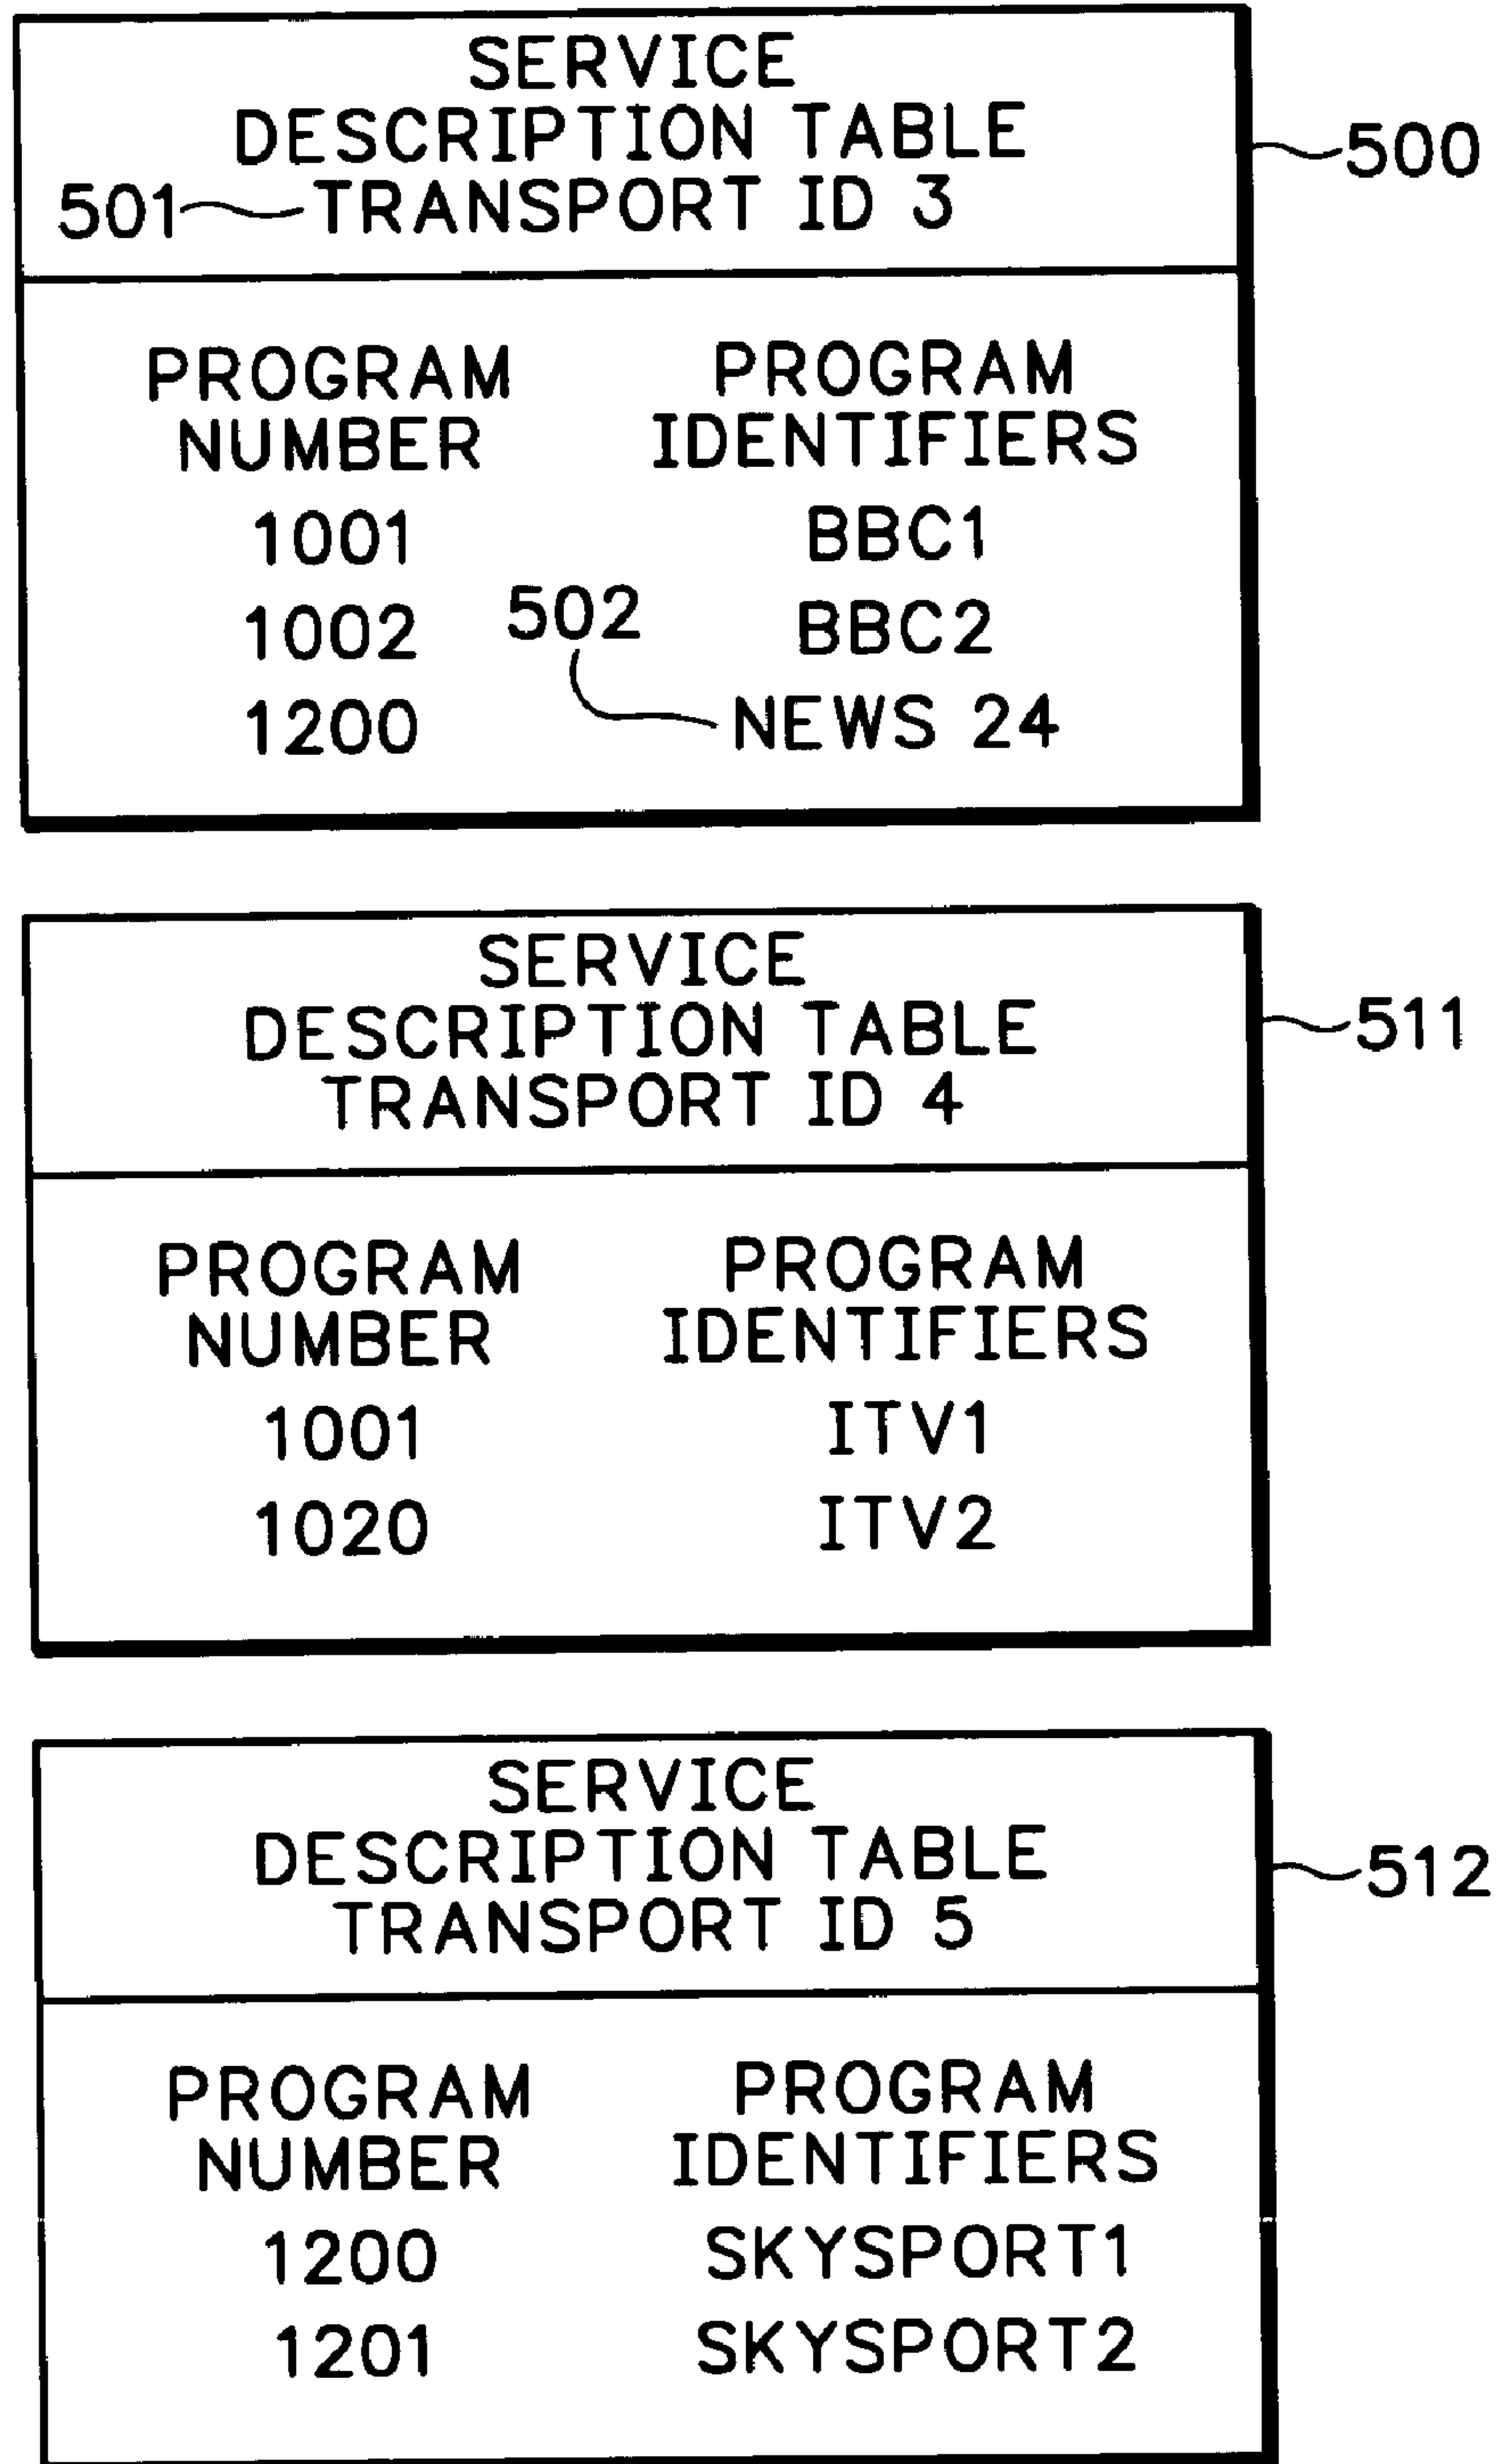 SERVICE
DESCRIPTION TABLE
500
501 TRANSPORT ID 3
PROGRAM NUMBER PROGRAM IDENTIFIERS
1001 BBC1
502
1002 BBC2
1200 NEWS 24
SERVICE
DESCRIPTION TABLE
511
TRANSPORT ID 4
PROGRAM NUMBER PROGRAM IDENTIFIERS
1001 ITV1
1020 ITV2
SERVICE
DESCRIPTION TABLE
512
TRANSPORT ID 5
PROGRAM NUMBER PROGRAM IDENTIFIERS
1200 SKYSPORT1
1201 SKYSPORT2